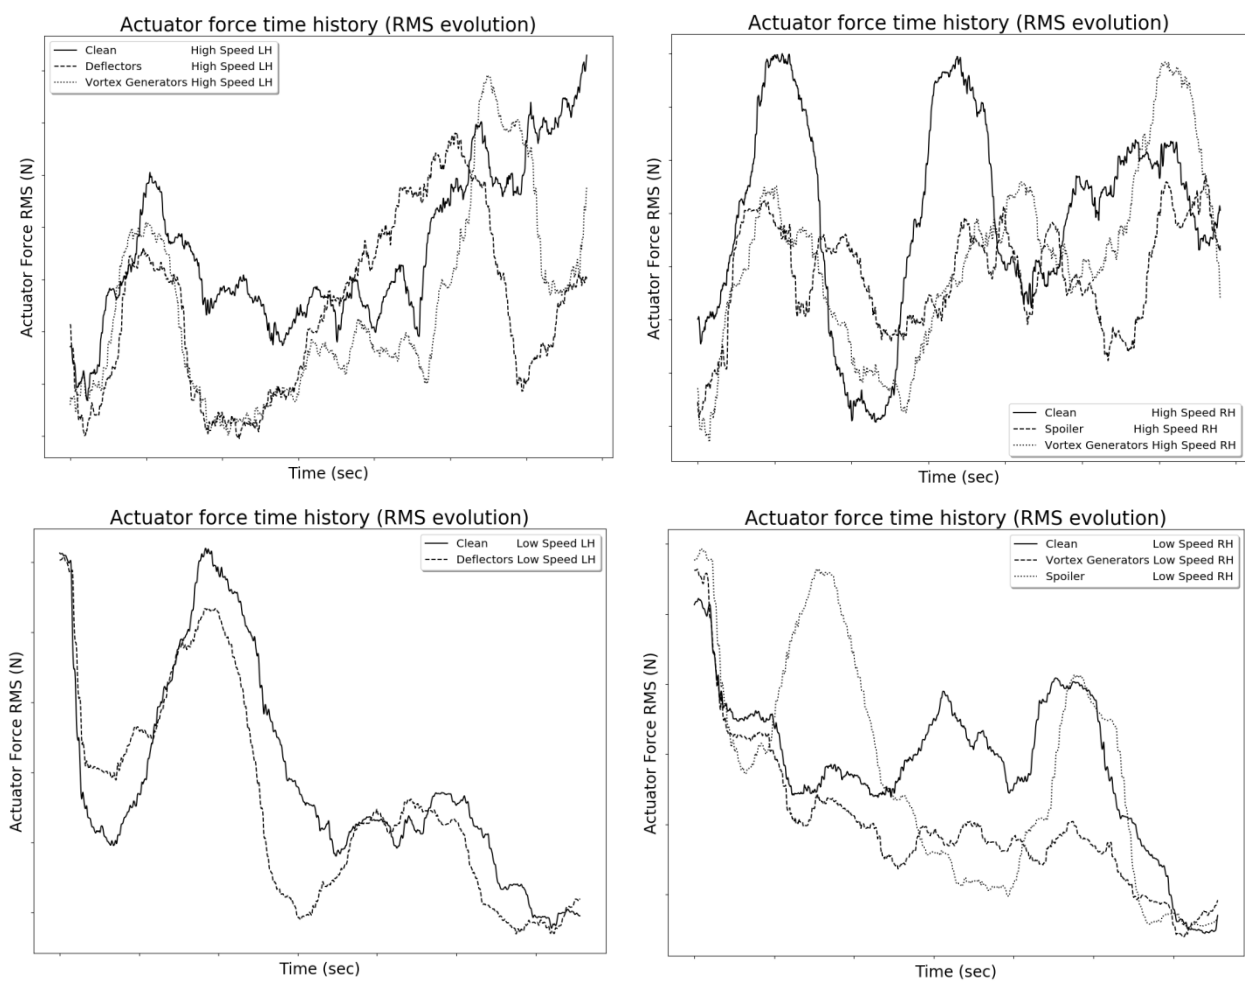 Actuator force time history (RMS evolution)
Clean High Speed LH
Deflectors High Speed LH
Vortex Generators High Speed LH
Actuator Force RMS (N)
Time (sec)
Actuator force time history (RMS evolution)
Actuator Force RMS (N)
Clean High Speed RH
Spoiler High Speed RH
Vortex Generators High Speed RH
Time (sec)
Actuator force time history (RMS evolution)
Clean Low Speed LH
Deflectors Low Speed LH
Actuator Force RMS (N)
Time (sec)
Actuator force time history (RMS evolution)
Clean Low Speed RH
Vortex Generators Low Speed RH
Spoiler Low Speed RH
Actuator Force RMS (N)
Time (sec)